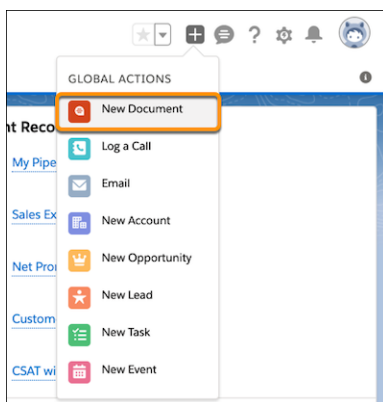 GLOBAL ACTIONS
New Document
nt Reco
Log a Call
My Pipe
Email
Sales Ex
New Account
New Opportunity
Net Pro
New Lead
Custom
New Task
CSAT wi
New Event